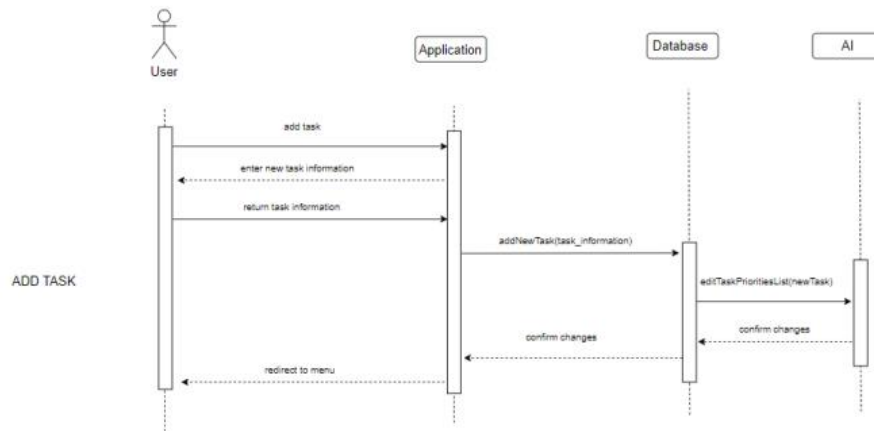 User
Application
Database
AI
add task
enter new task information
return task information
addNewTask(task_information)
ADD TASK
editTaskPrioritiesList(newTask)
confirm changes
confirm changes
redirect to menu